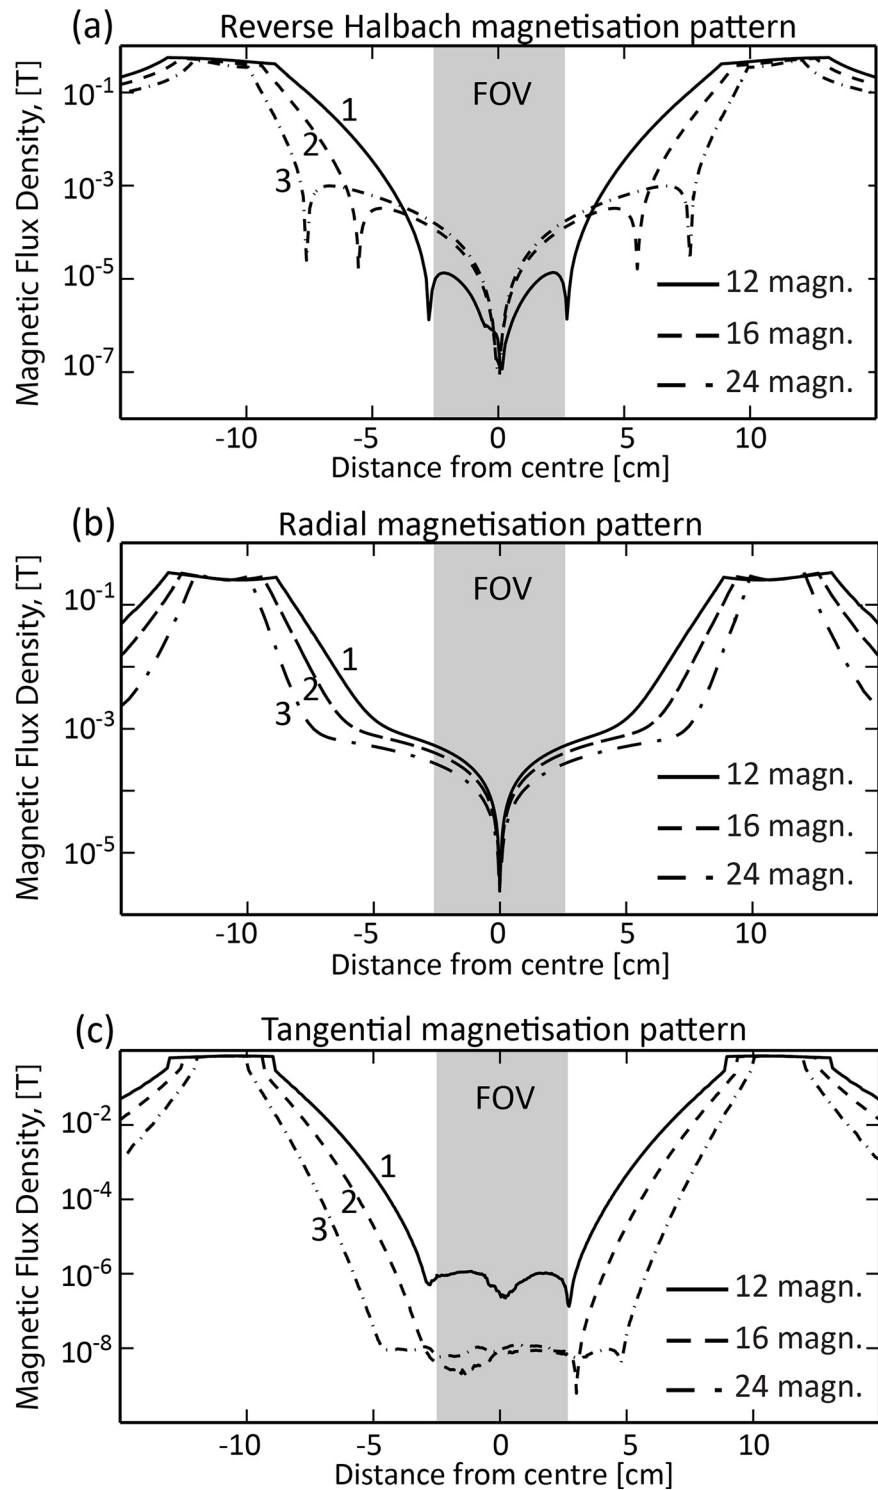 (a) Reverse Halbach magnetisation pattern
Magnetic Flux Density, [T]
10-1
10-3
10-5
10-7
1
2
3
FOV
12 magn.
16 magn.
24 magn.
-10 -5 0 5 10
Distance from centre [cm]
(b) Radial magnetisation pattern
Magnetic Flux Density, [T]
10-1
10-3
10-5
1
2
3
FOV
12 magn.
16 magn.
24 magn.
-10 -5 0 5 10
Distance from centre [cm]
(c) Tangential magnetisation pattern
Magnetic Flux Density, [T]
10-2
10-4
10-6
10-8
1
2
3
FOV
12 magn.
16 magn.
24 magn.
-10 -5 0 5 10
Distance from centre [cm]